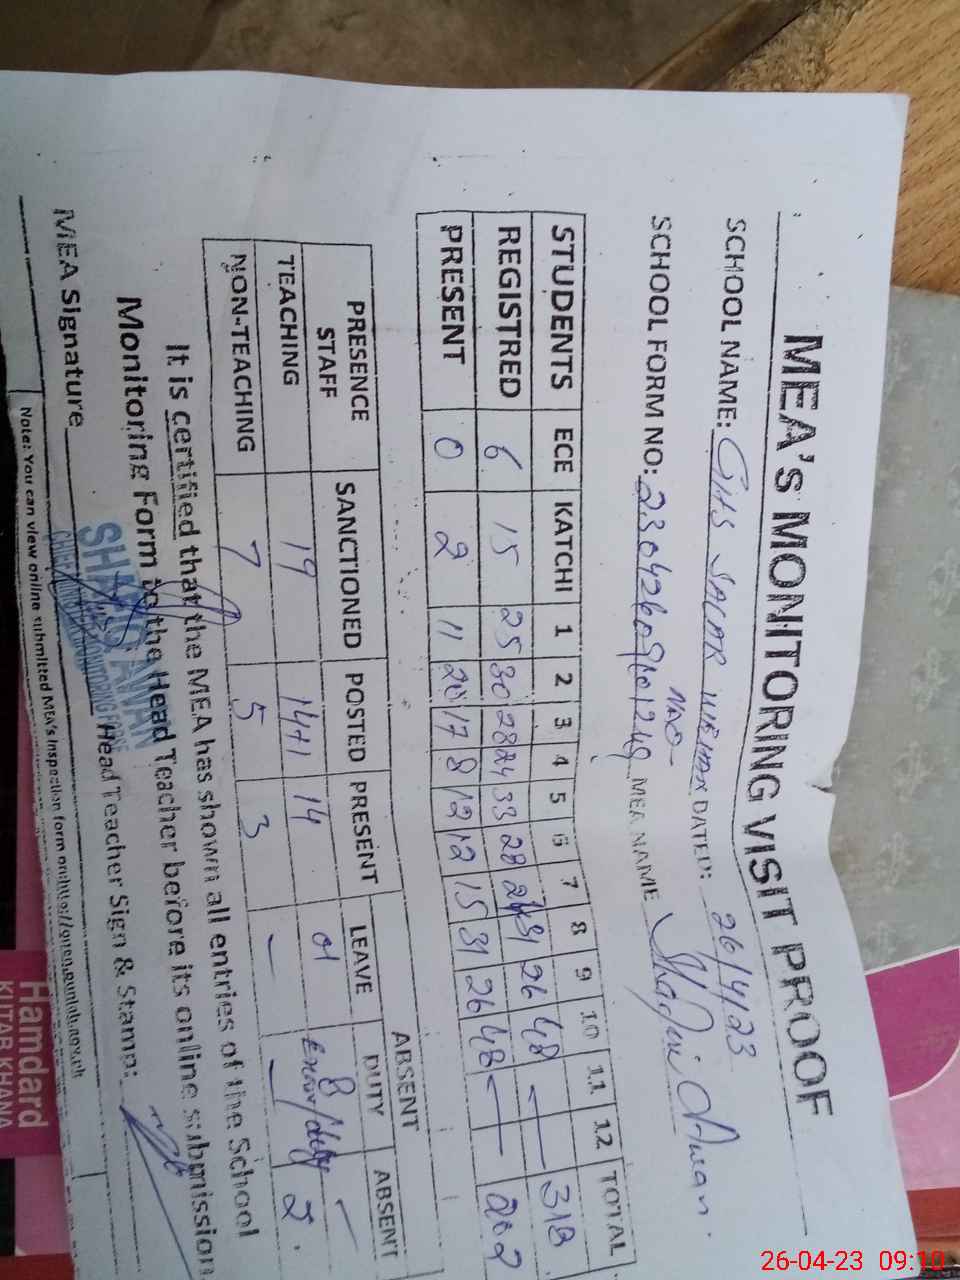 MEA'S MONITORING VISIT PROOF
SCHOOL NAME: GHS SALAR DATED: 26/4/23
SCHOOL FORM NO: MEA NAME
STUDENTS ECE KATCHI 1 2 3 4 5 6 7 8 9 10 11 12 TOTAL
REGISTRED 6 15 25 30 28 24 33 28 26 48 — — 318
PRESENT 0 2 11 20 17 8 12 12 15 31 26 48 — — 202
PRESENCE STAFF SANCTIONED POSTED PRESENT ABSENT
LEAVE DUTY ABSENT
TEACHING 19 14 14 01 8 —
NON-TEACHING 7 5 3 — — 2
It is certified that the MEA has shown all entries of the School
Monitoring Form to the Head Teacher before its online submission
MEA Signature Head Teacher Sign & Stamp:
Note: You can view online submitted MEA's Inspection form on:
Hamdard
KUTAB KHANA
26-04-23 09:10